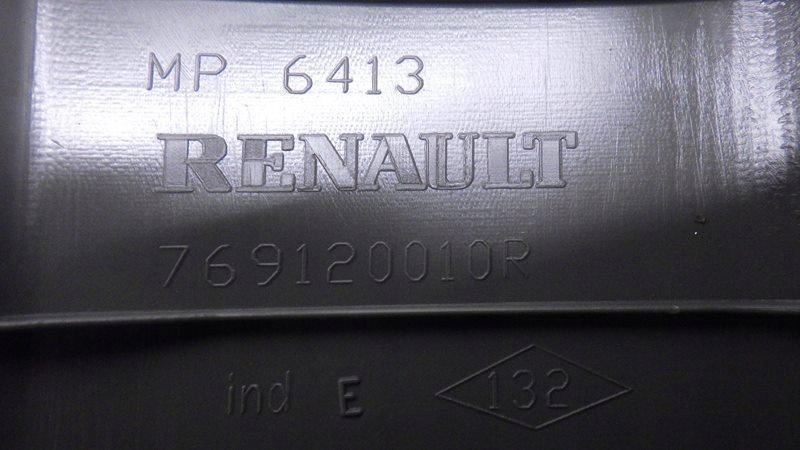 MP 6413
RENAULT
769120010R
ind E 132